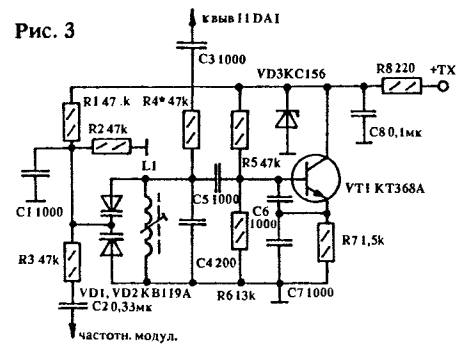 Рис. 3
к выв 11 DA1
C3 1000
VD3KC156
R8 220
+TX
R1 47 .k
R4* 47k
R2 47k
C8 0,1мк
L1
R5 47k
VT1 KT368A
C1 1000
C5 1000
C6
1000
R3 47k
C4 200
R7 1,5k
VD1, VD2 KB119A
R6 13k
C7 1000
C2 0,33мк
частотн. модул.